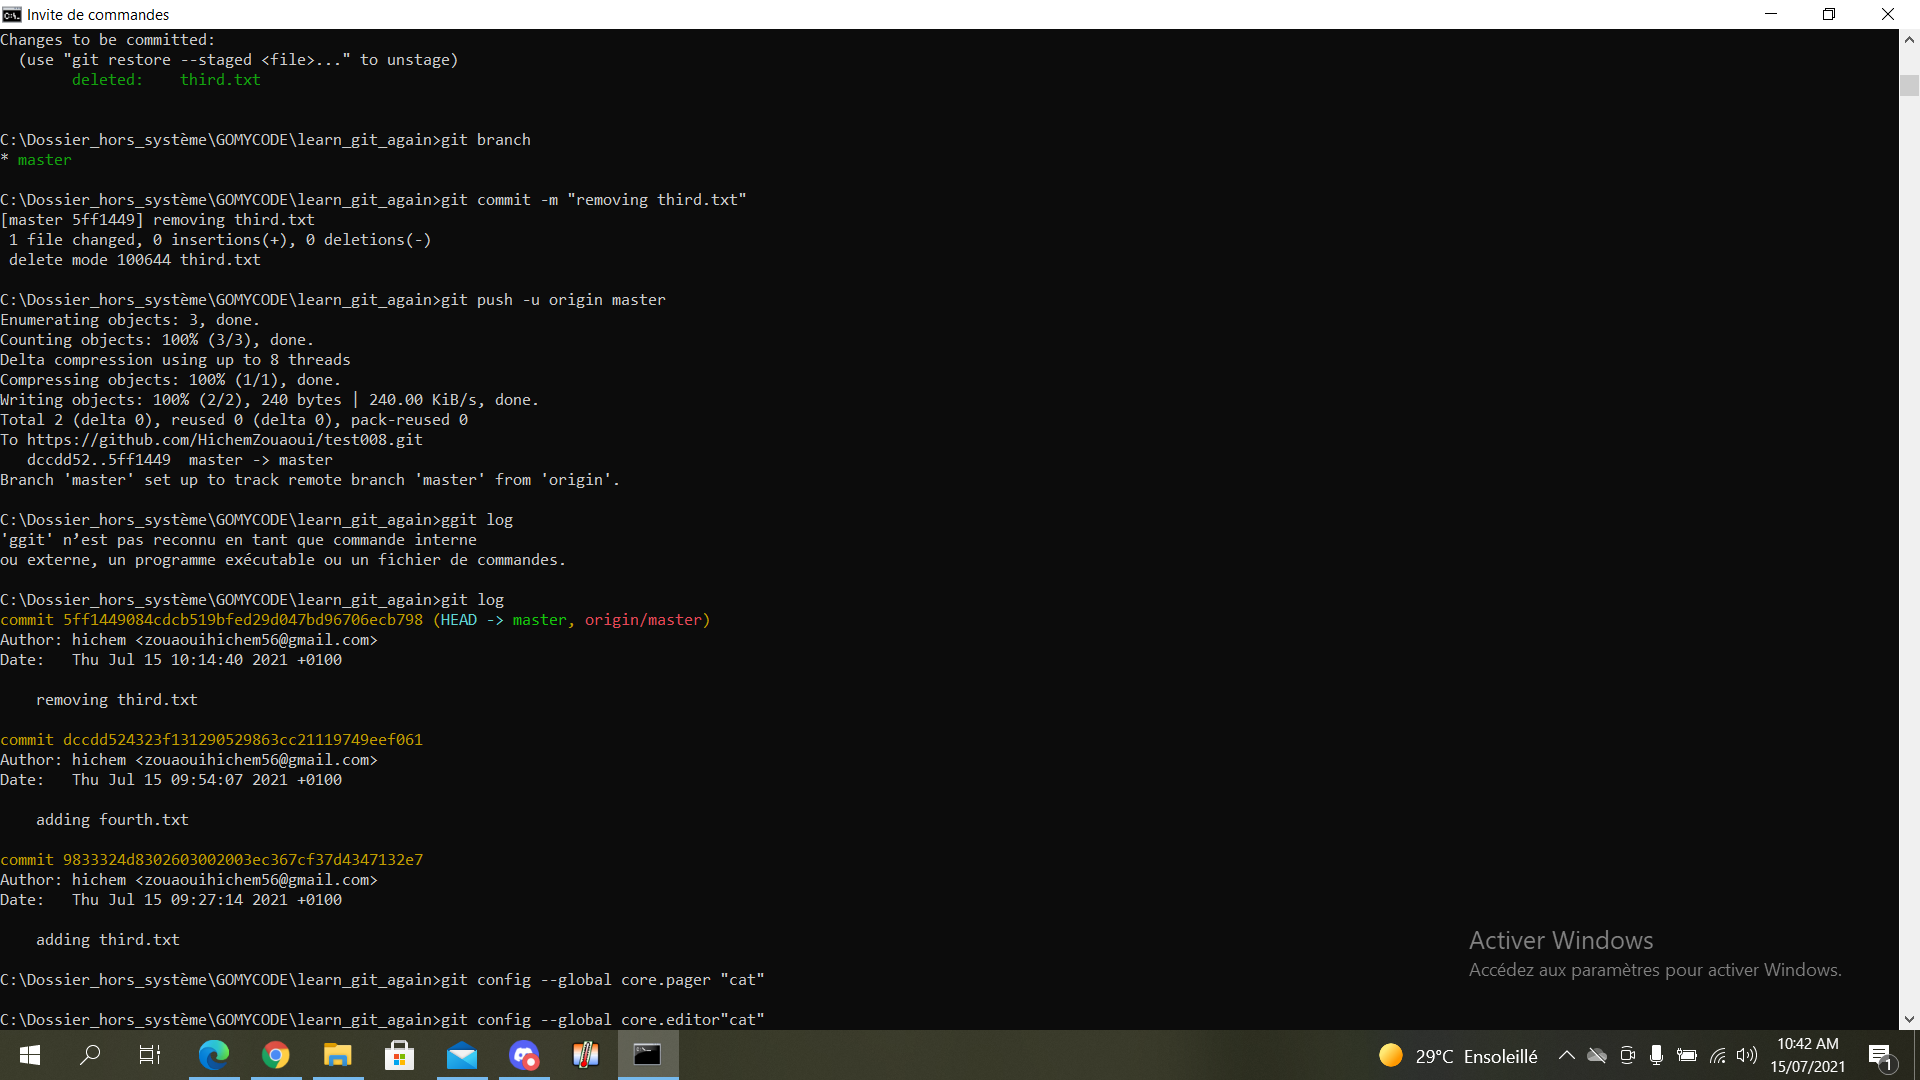 Invite de commandes
Changes to be committed:
  (use "git restore --staged <file>..." to unstage)
        deleted:    third.txt
C:\Dossier_hors_système\GOMYCODE\learn_git_again>git branch
* master
C:\Dossier_hors_système\GOMYCODE\learn_git_again>git commit -m "removing third.txt"
[master 5ff1449] removing third.txt
 1 file changed, 0 insertions(+), 0 deletions(-)
 delete mode 100644 third.txt
C:\Dossier_hors_système\GOMYCODE\learn_git_again>git push -u origin master
Enumerating objects: 3, done.
Counting objects: 100% (3/3), done.
Delta compression using up to 8 threads
Compressing objects: 100% (1/1), done.
Writing objects: 100% (2/2), 240 bytes | 240.00 KiB/s, done.
Total 2 (delta 0), reused 0 (delta 0), pack-reused 0
To https://github.com/HichemZouaoui/test008.git
   dccdd52..5ff1449  master -> master
Branch 'master' set up to track remote branch 'master' from 'origin'.
C:\Dossier_hors_système\GOMYCODE\learn_git_again>ggit log
'ggit' n’est pas reconnu en tant que commande interne
ou externe, un programme exécutable ou un fichier de commandes.
C:\Dossier_hors_système\GOMYCODE\learn_git_again>git log
commit 5ff1449084cdcb519bfed29d047bd96706ecb798 (HEAD -> master, origin/master)
Author: hichem <zouaouihichem56@gmail.com>
Date:   Thu Jul 15 10:14:40 2021 +0100
    removing third.txt
commit dccdd524323f131290529863cc21119749eef061
Author: hichem <zouaouihichem56@gmail.com>
Date:   Thu Jul 15 09:54:07 2021 +0100
    adding fourth.txt
commit 9833324d8302603002003ec367cf37d4347132e7
Author: hichem <zouaouihichem56@gmail.com>
Date:   Thu Jul 15 09:27:14 2021 +0100
    adding third.txt
C:\Dossier_hors_système\GOMYCODE\learn_git_again>git config --global core.pager "cat"
C:\Dossier_hors_système\GOMYCODE\learn_git_again>git config --global core.editor"cat"
Activer Windows
Accédez aux paramètres pour activer Windows.
29°C Ensoleillé
10:42 AM
15/07/2021
1